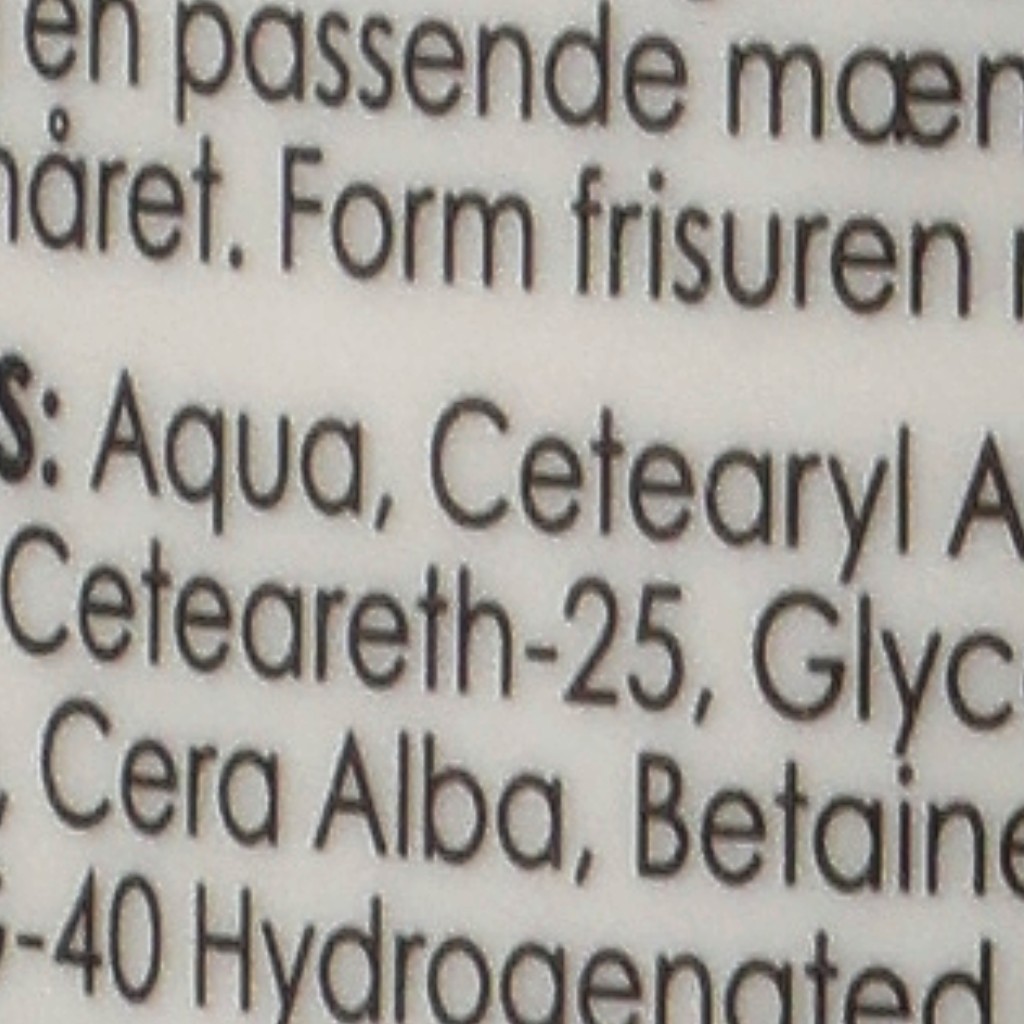 en passende mæn
håret. Form frisuren
S: Aqua, Cetearyl A
Ceteareth-25, Glyc
, Cera Alba, Betaine
-40 Hydrogenated